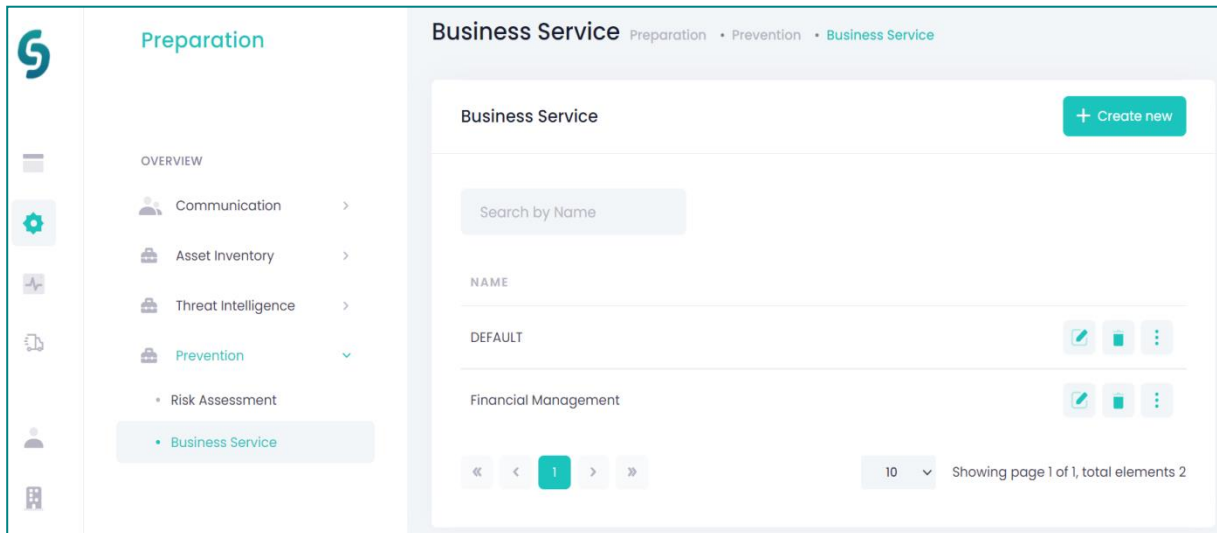 Preparation
OVERVIEW
Communication
Asset Inventory
Threat Intelligence
Prevention
Risk Assessment
Business Service
Business Service Preparation • Prevention • Business Service
Business Service
+ Create new
Search by Name
NAME
DEFAULT
Financial Management
« < 1 > »
10
Showing page 1 of 1, total elements 2